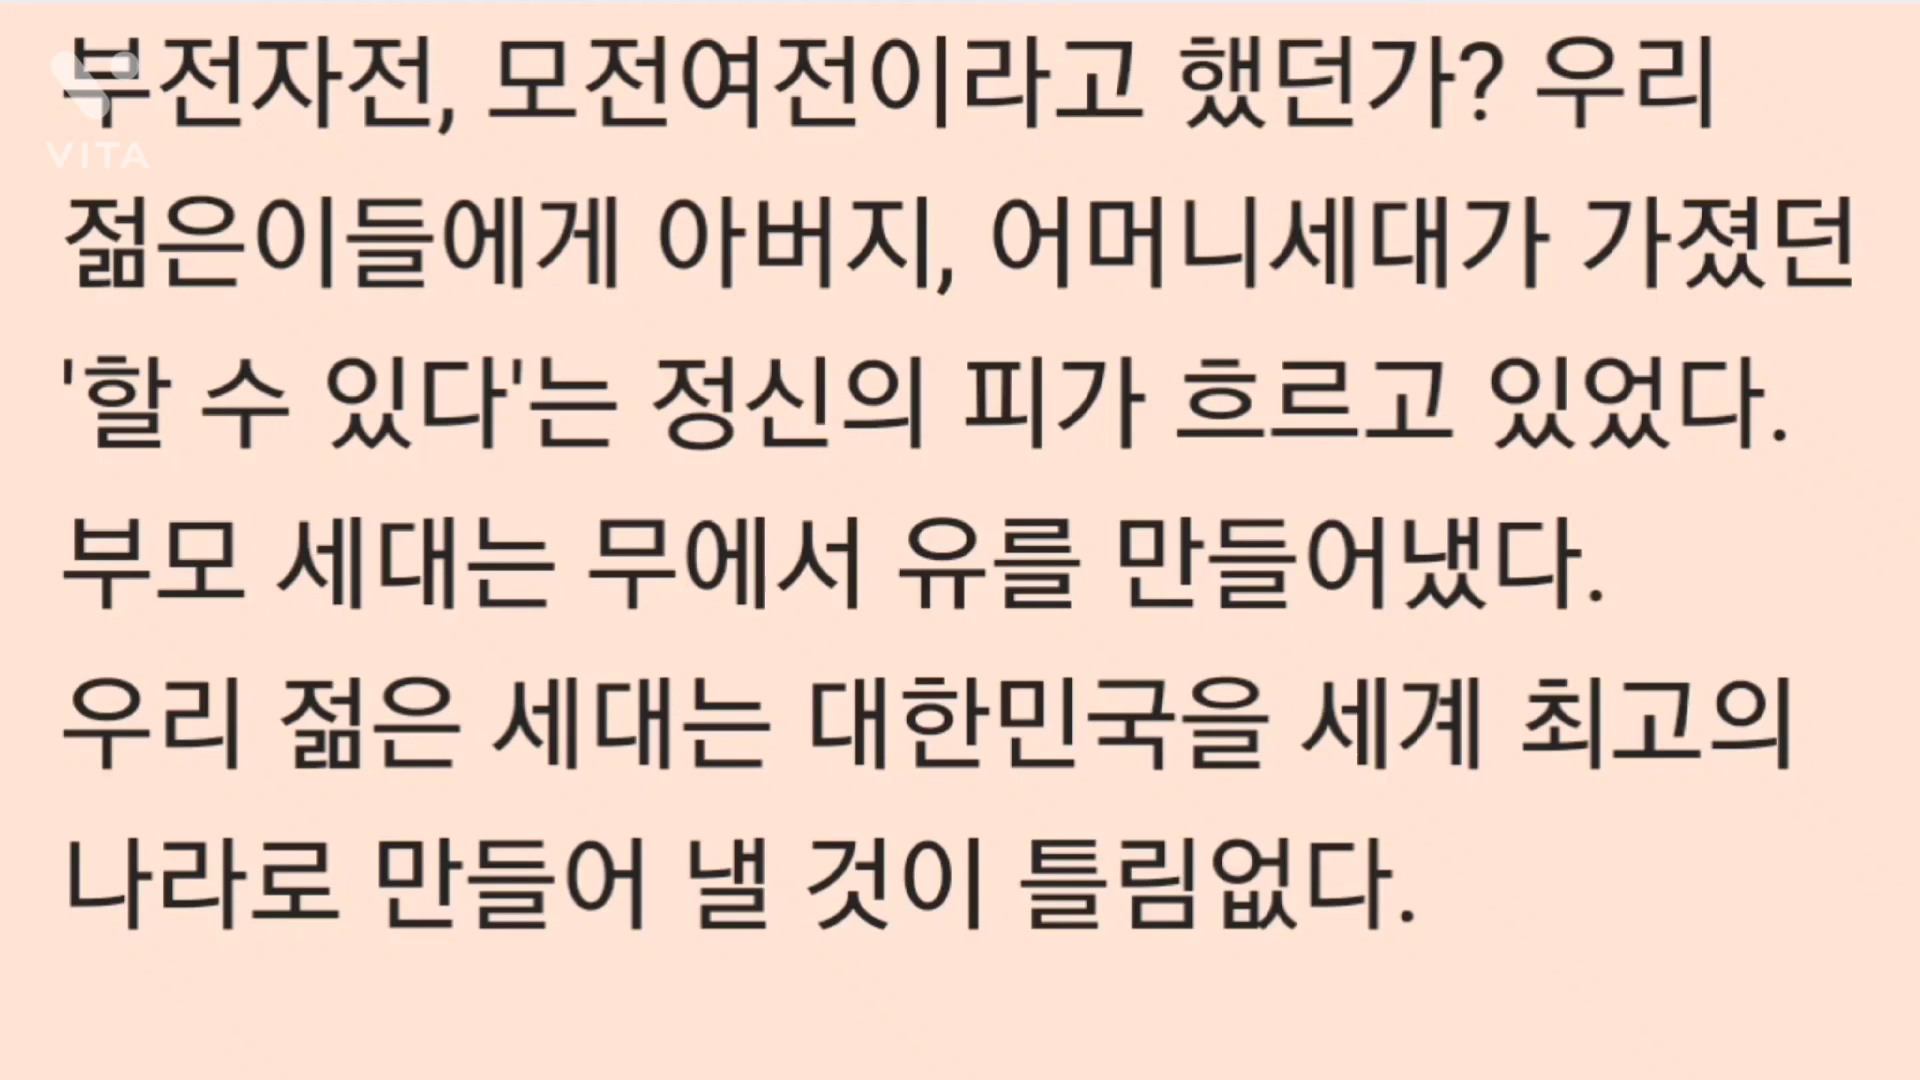 부전자전, 모전여전이라고 했던가? 우리
VITA
젊은이들에게 아버지, 어머니세대가 가졌던
'할 수 있다'는 정신의 피가 흐르고 있었다.
부모 세대는 무에서 유를 만들어냈다.
우리 젊은 세대는 대한민국을 세계 최고의
나라로 만들어 낼 것이 틀림없다.